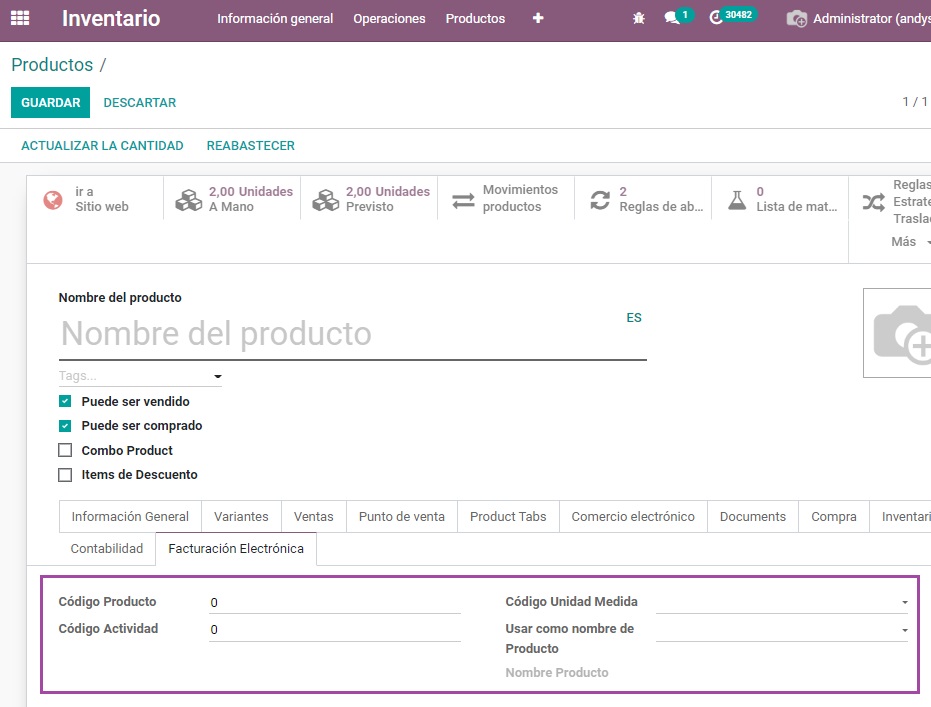 Inventario Información general Operaciones Productos 1 30482 Administrator (andys
Productos /
GUARDAR DESCARTAR 1 / 1
ACTUALIZAR LA CANTIDAD REABASTECER
ir a
Sitio web
2,00 Unidades
A Mano
2,00 Unidades
Previsto
Movimientos
productos
2
Reglas de ab...
0
Lista de mat...
Reglas
Estrate
Traslad
Más
Nombre del producto
Nombre del producto ES
Tags...
Puede ser vendido
Puede ser comprado
Combo Product
Items de Descuento
Información General Variantes Ventas Punto de venta Product Tabs Comercio electrónico Documents Compra Inventari
Contabilidad Facturación Electrónica
Código Producto 0 Código Unidad Medida
Código Actividad 0 Usar como nombre de
Producto
Nombre Producto